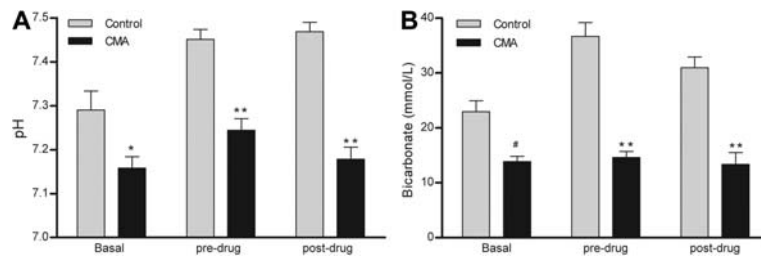 A
Control
CMA
pH
7.5
7.4
7.3
7.2
7.1
7.0
*
**
**
Basal
pre-drug
post-drug
B
Control
CMA
Bicarbonate (mmol/L)
40
30
20
10
0
#
**
**
Basal
pre-drug
post-drug